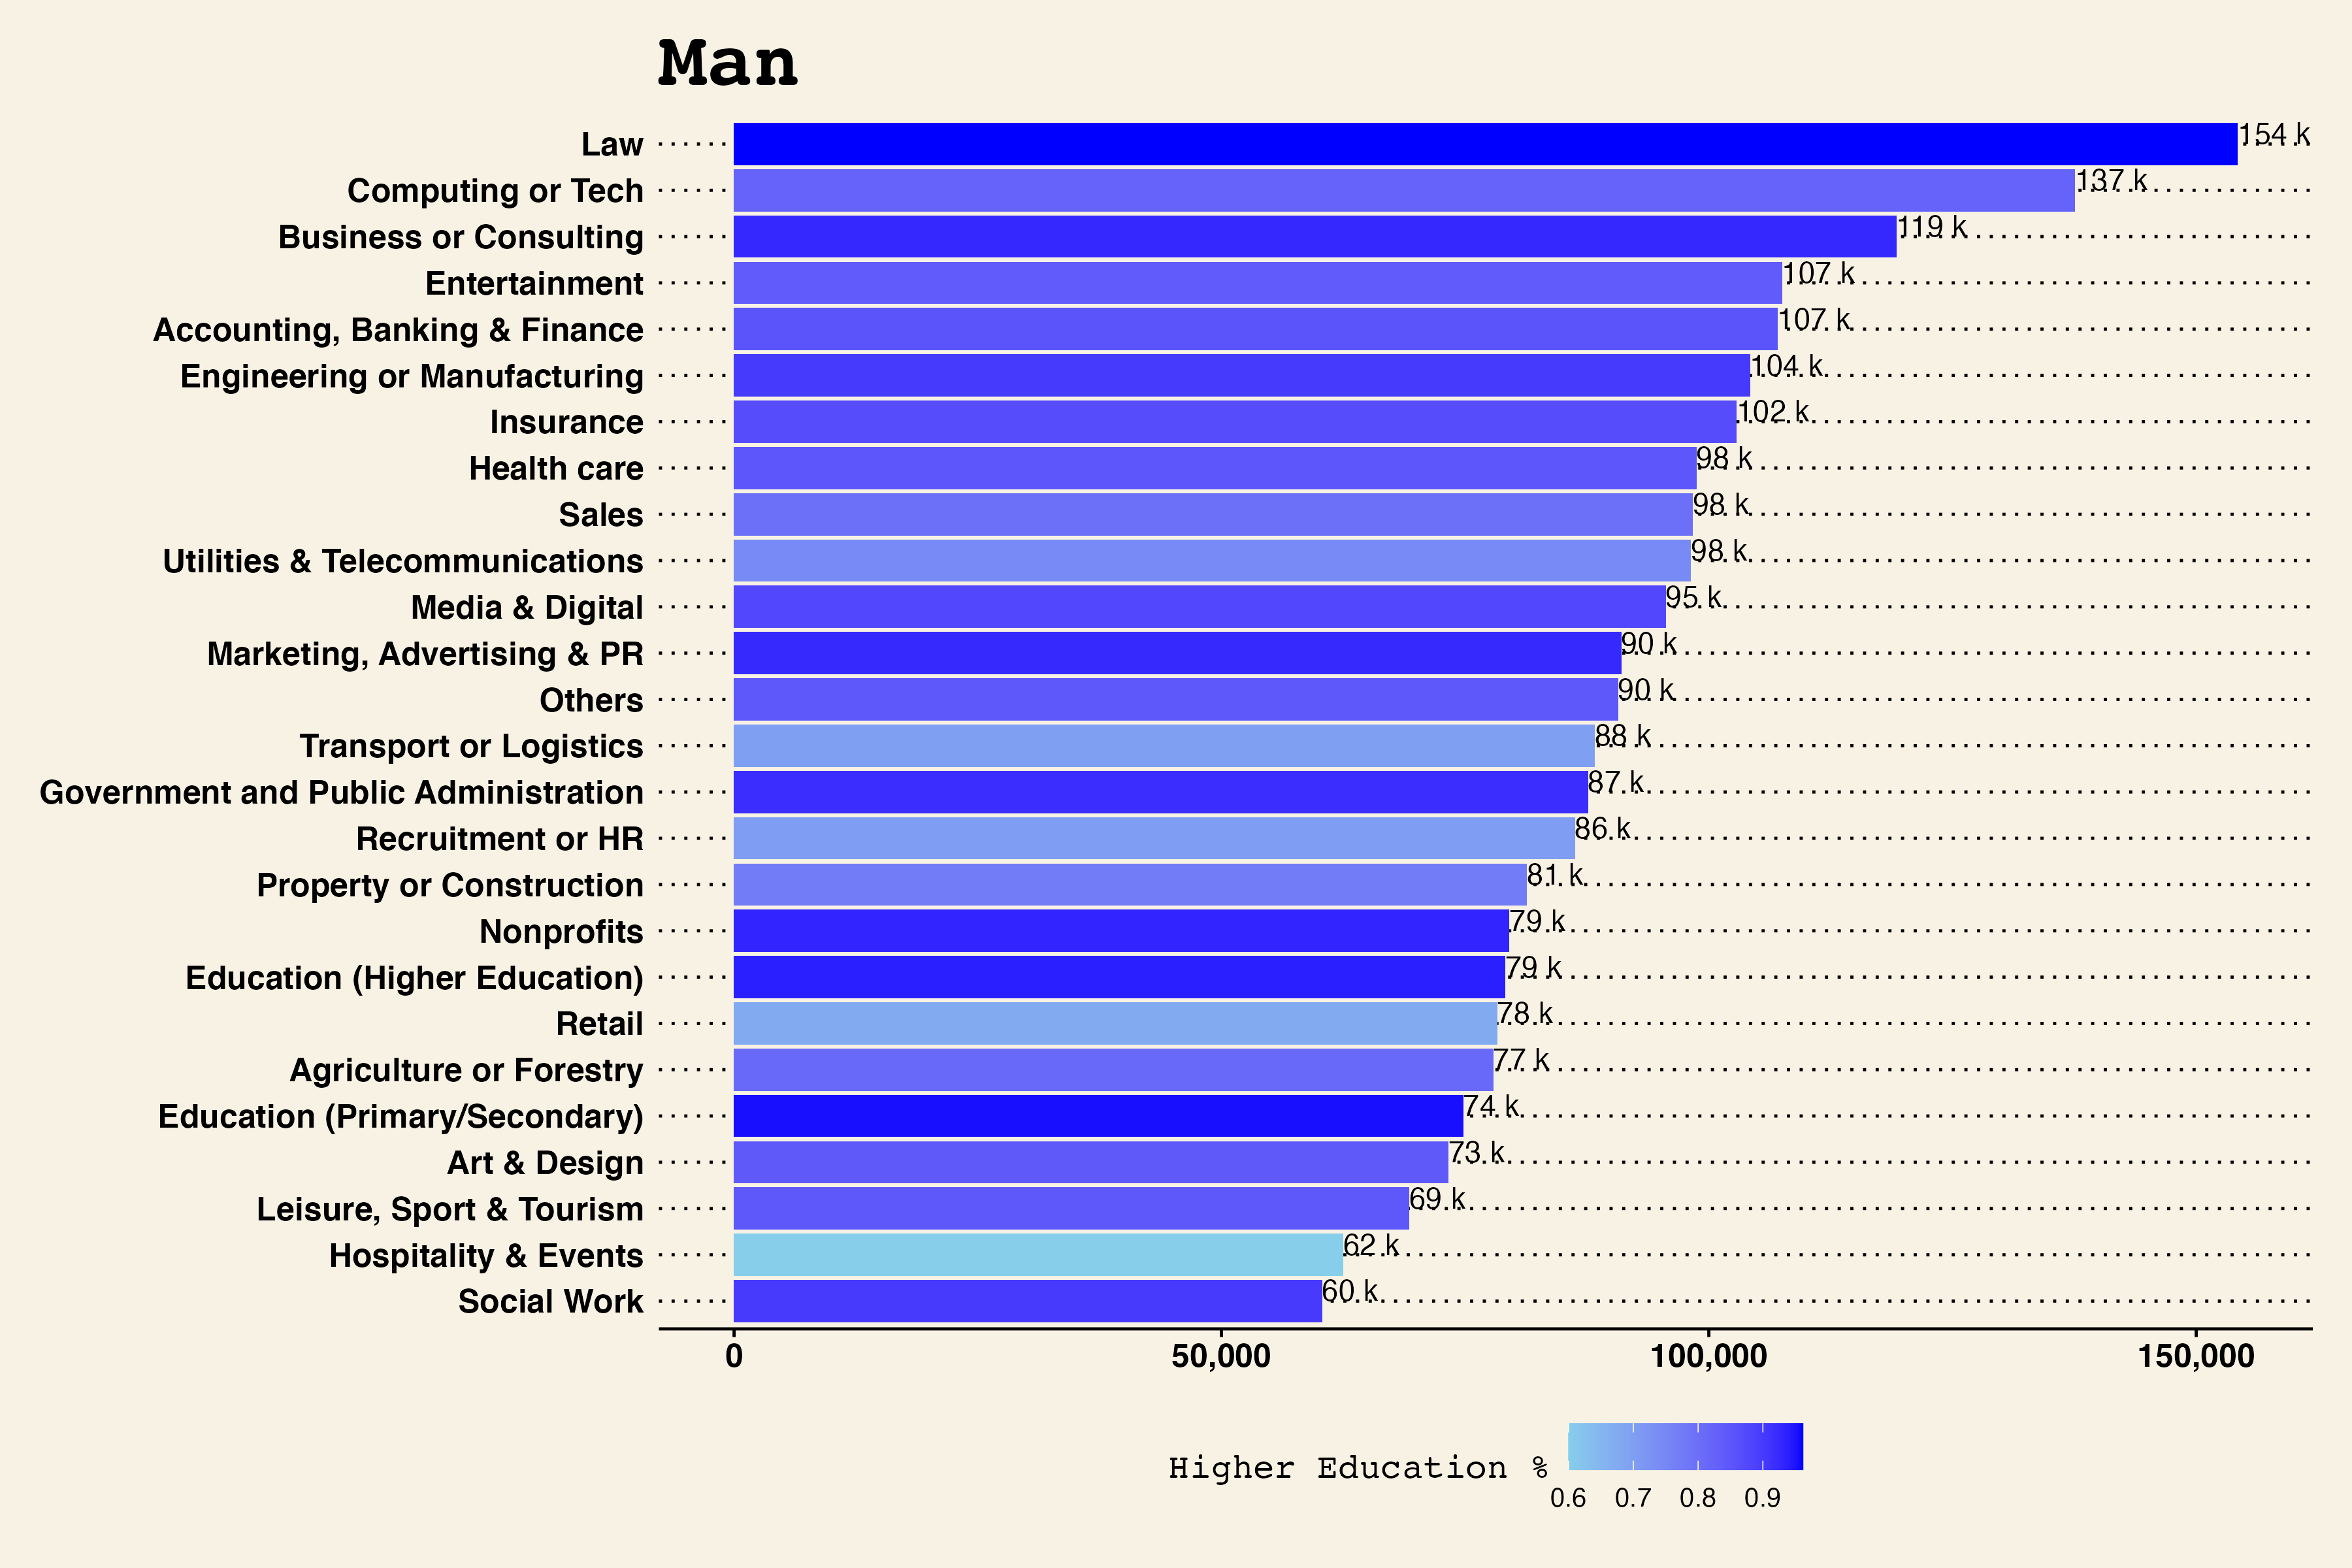 Man
Law 154 k
Computing or Tech 137 k
Business or Consulting 119 k
Entertainment 107 k
Accounting, Banking & Finance 107 k
Engineering or Manufacturing 104 k
Insurance 102 k
Health care 98 k
Sales 98 k
Utilities & Telecommunications 98 k
Media & Digital 95 k
Marketing, Advertising & PR 90 k
Others 90 k
Transport or Logistics 88 k
Government and Public Administration 87 k
Recruitment or HR 86 k
Property or Construction 81 k
Nonprofits 79 k
Education (Higher Education) 79 k
Retail 78 k
Agriculture or Forestry 77 k
Education (Primary/Secondary) 74 k
Art & Design 73 k
Leisure, Sport & Tourism 69 k
Hospitality & Events 62 k
Social Work 60 k
0 50,000 100,000 150,000
Higher Education %
0.6 0.7 0.8 0.9